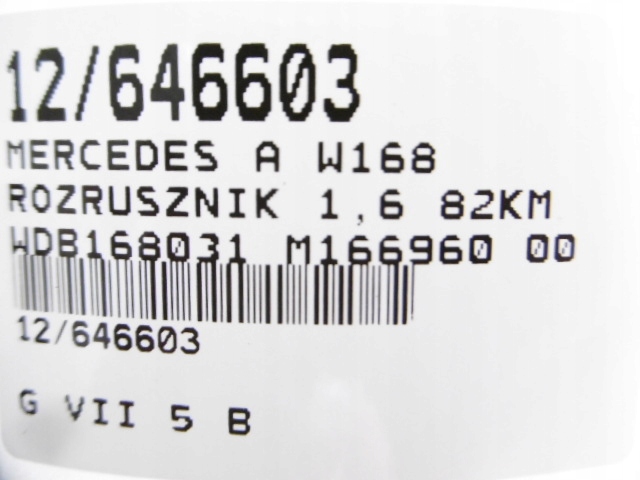 12/646603
MERCEDES A W168
ROZRUSZNIK 1,6 82KM
WDB168031 M166960 00
12/646603
G VII 5 B